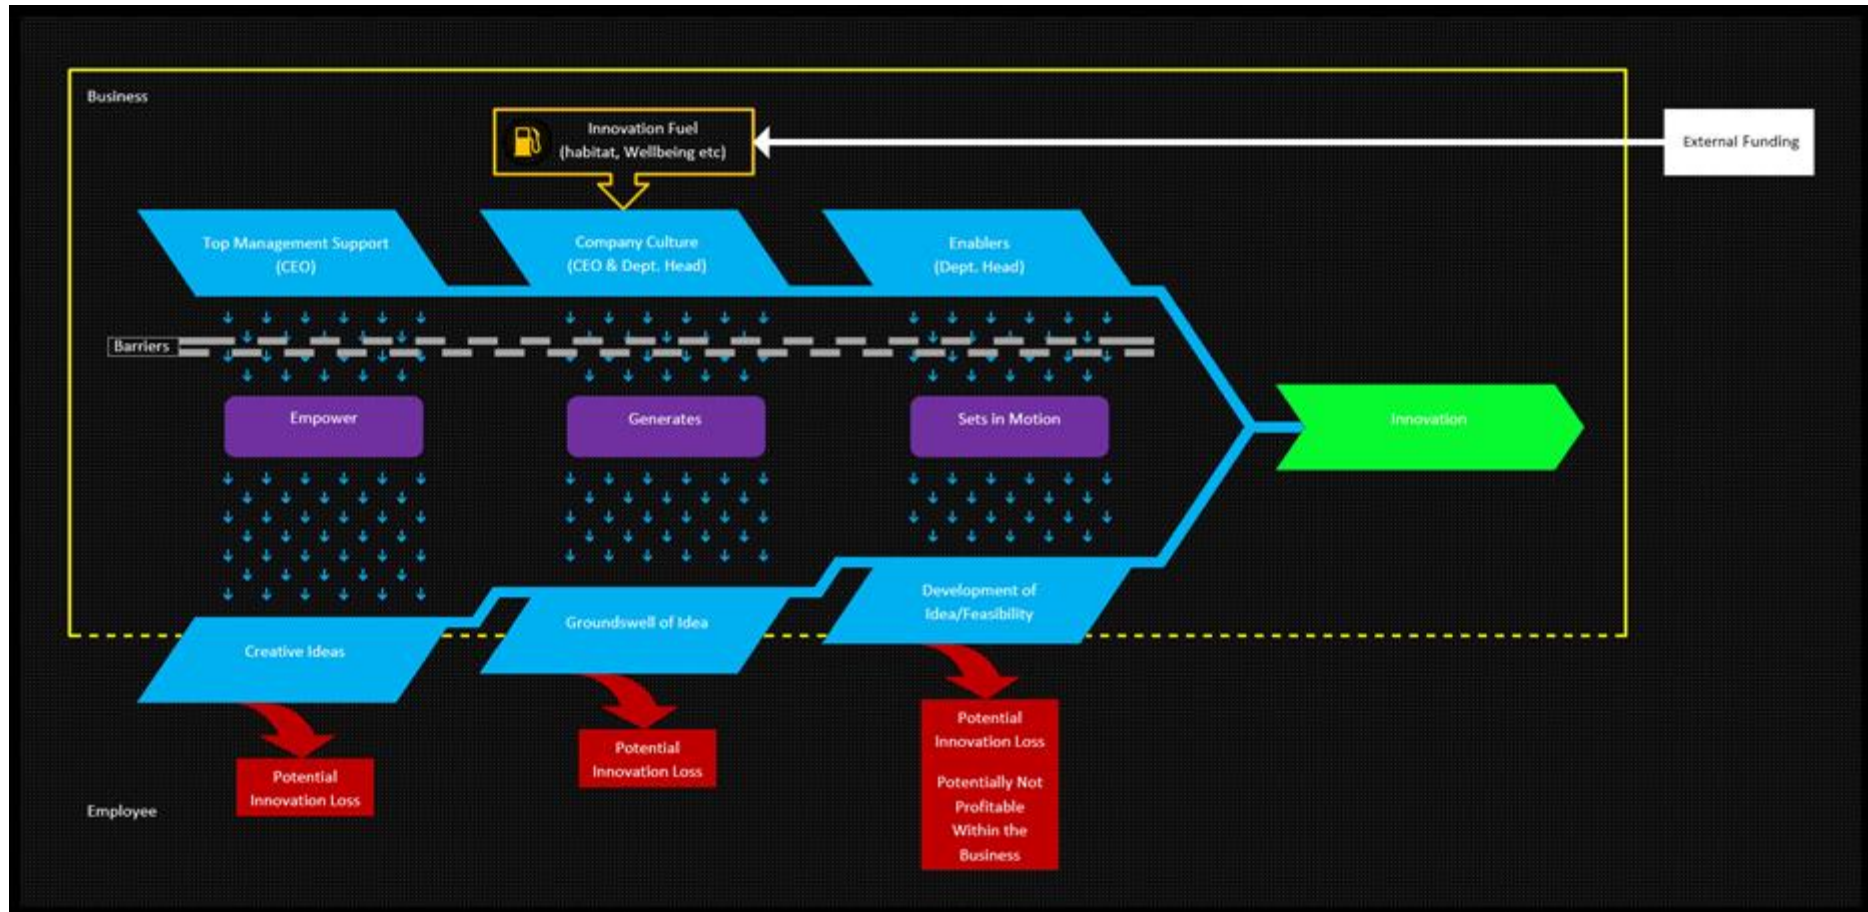 Business
Innovation Fuel
(habitat, Wellbeing etc)
External Funding
Top Management Support
(CEO)
Company Culture
(CEO & Dept. Head)
Enablers
(Dept. Head)
Barriers
Empower
Generates
Sets in Motion
Innovation
Creative Ideas
Groundswell of Idea
Development of
Idea/Feasibility
Potential
Innovation Loss
Potential
Innovation Loss
Potential
Innovation Loss
Potentially Not
Profitable
Within the
Business
Employee